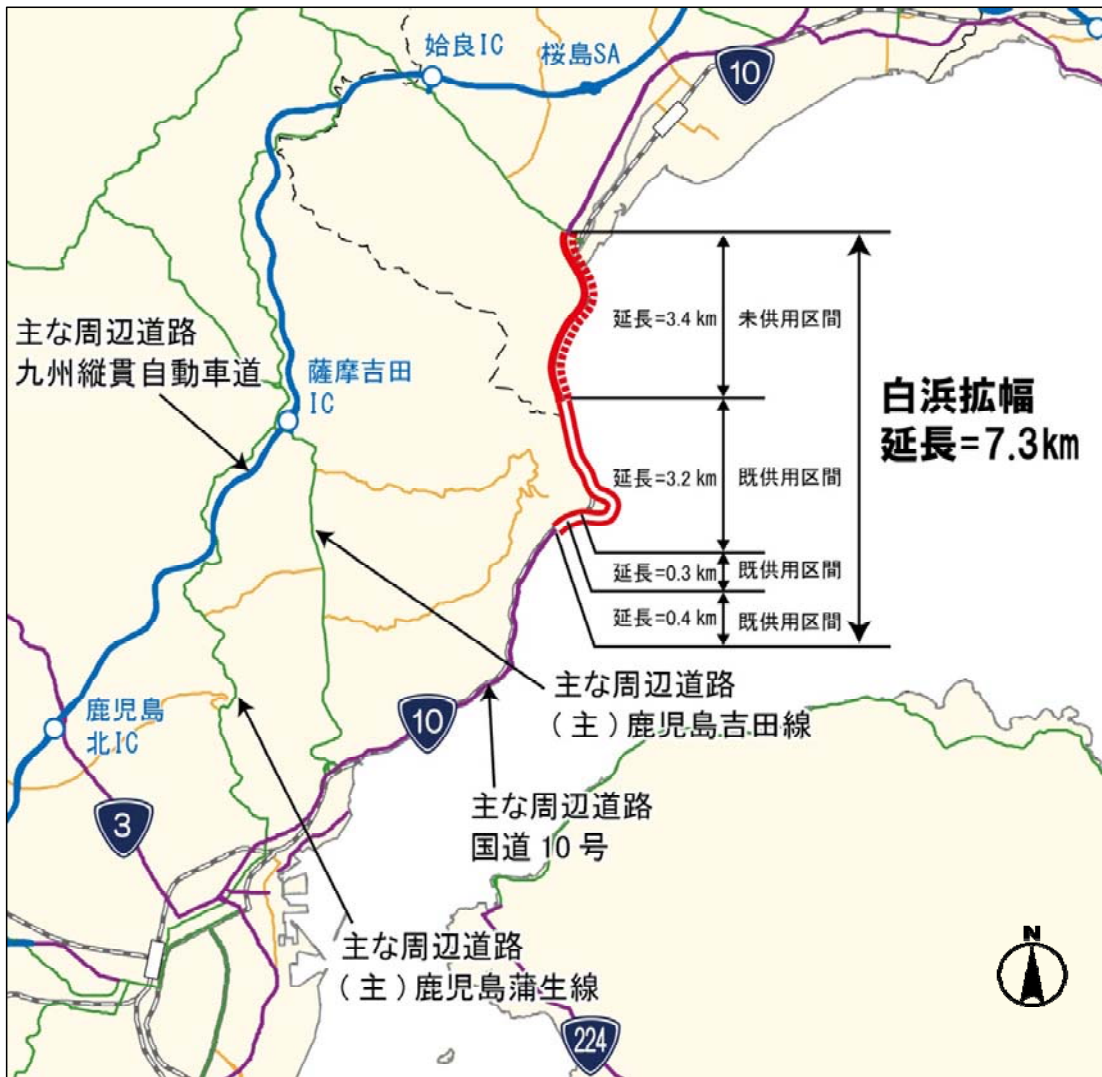 姶良IC
桜島SA
10
延長=3.4 km
未供用区間
主な周辺道路
九州縦貫自動車道
薩摩吉田
IC
白浜拡幅
延長=7.3km
延長=3.2 km
既供用区間
延長=0.3 km
既供用区間
延長=0.4 km
既供用区間
主な周辺道路
(主)鹿児島吉田線
鹿児島
北IC
10
主な周辺道路
国道10号
3
主な周辺道路
(主)鹿児島蒲生線
N
224